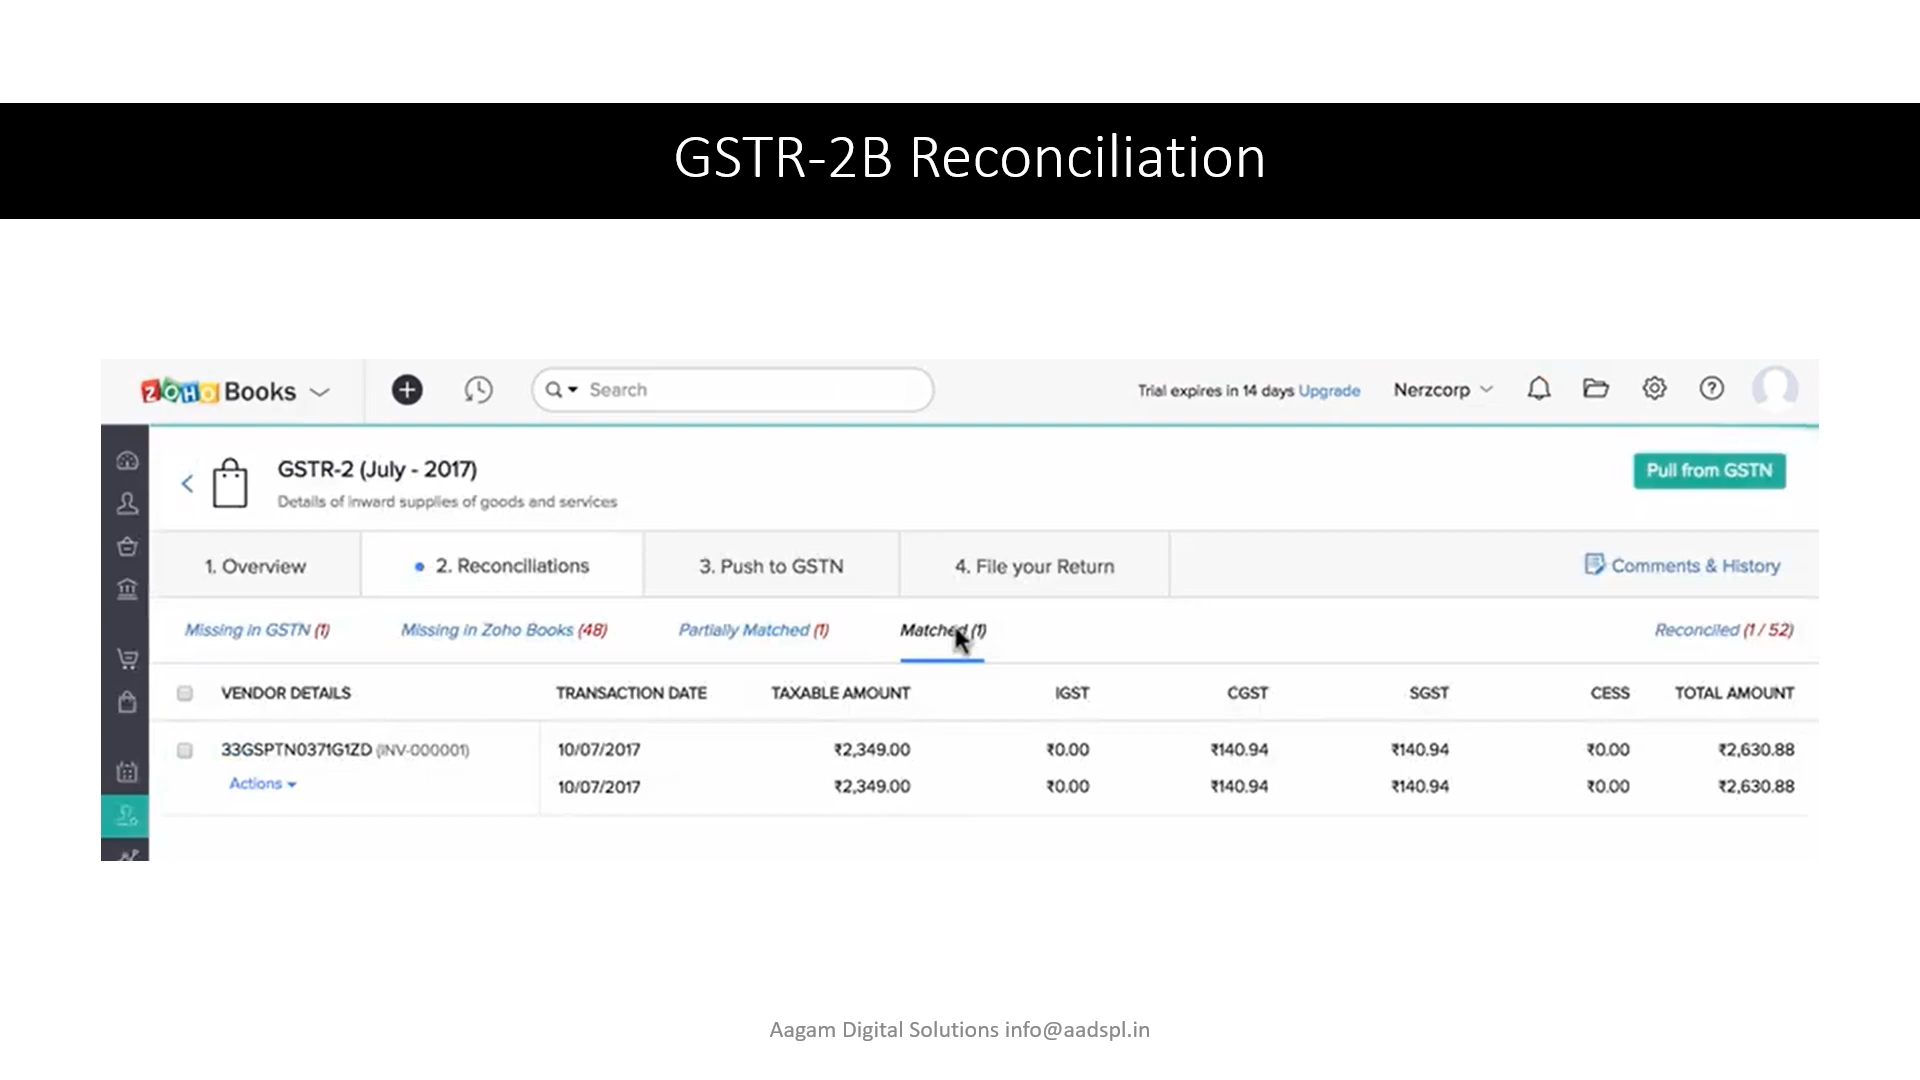 GSTR-2B Reconciliation
ZOHO Books
Search
Trial expires in 14 days Upgrade
Nerzcorp
GSTR-2 (July - 2017)
Details of inward supplies of goods and services
Pull from GSTN
1. Overview 2. Reconciliations 3. Push to GSTN 4. File your Return Comments & History
Missing in GSTN (1) Missing in Zoho Books (48) Partially Matched (1) Matched (1) Reconciled (1 / 52)
VENDOR DETAILS TRANSACTION DATE TAXABLE AMOUNT IGST CGST SGST CESS TOTAL AMOUNT
33GSPTN0371G1ZD (INV-000001) 10/07/2017 ₹2,349.00 ₹0.00 ₹140.94 ₹140.94 ₹0.00 ₹2,630.88
Actions 10/07/2017 ₹2,349.00 ₹0.00 ₹140.94 ₹140.94 ₹0.00 ₹2,630.88
Aagam Digital Solutions info@aadspl.in